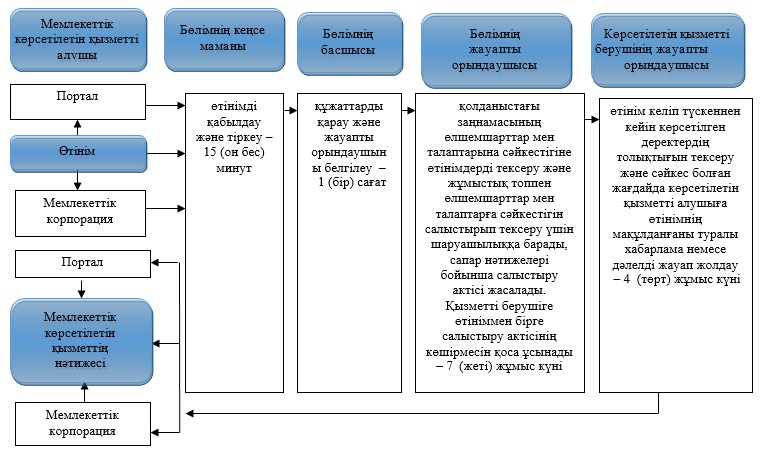 Мемлекеттік
көрсетілетін қызметті
алушы
Бөлімнің кеңсе
маманы
Бөлімнің
басшысы
Бөлімнің
жауапты
орындаушысы
Көрсетілетін қызметті
берушінің жауапты
орындаушысы
Портал
Өтінім
Мемлекеттік
корпорация
Портал
Мемлекеттік
көрсетілетін
қызметтің
нәтижесі
Мемлекеттік
корпорация
өтінімді
қабылдау
және тіркеу –
15 (он бес)
минут
құжаттарды
қарау және
жауапты
орындаушын
ы белгілеу –
1 (бір) сағат
қолданыстағы
заңнамасының
өлшемшарттар мен
талаптарына сәйкестігіне
өтінімдерді тексеру және
жұмыстық топпен
өлшемшарттар мен
талаптарға сәйкестігін
салыстырып тексеру үшін
шаруашылыққа барады,
сапар нәтижелері
бойынша салыстыру
актісі жасалады.
Қызметті берушіге
өтініммен бірге
салыстыру актісінің
көшірмесін қоса ұсынады
– 7 (жеті) жұмыс күні
өтінім келіп түскеннен
кейін көрсетілген
деректердің
толықтығын тексеру
және сәйкес болған
жағдайда көрсетілетін
қызметті алушыға
өтінімнің
мақұлданғаны туралы
хабарлама немесе
дәлелді жауап жолдау
– 4 (төрт) жұмыс күні